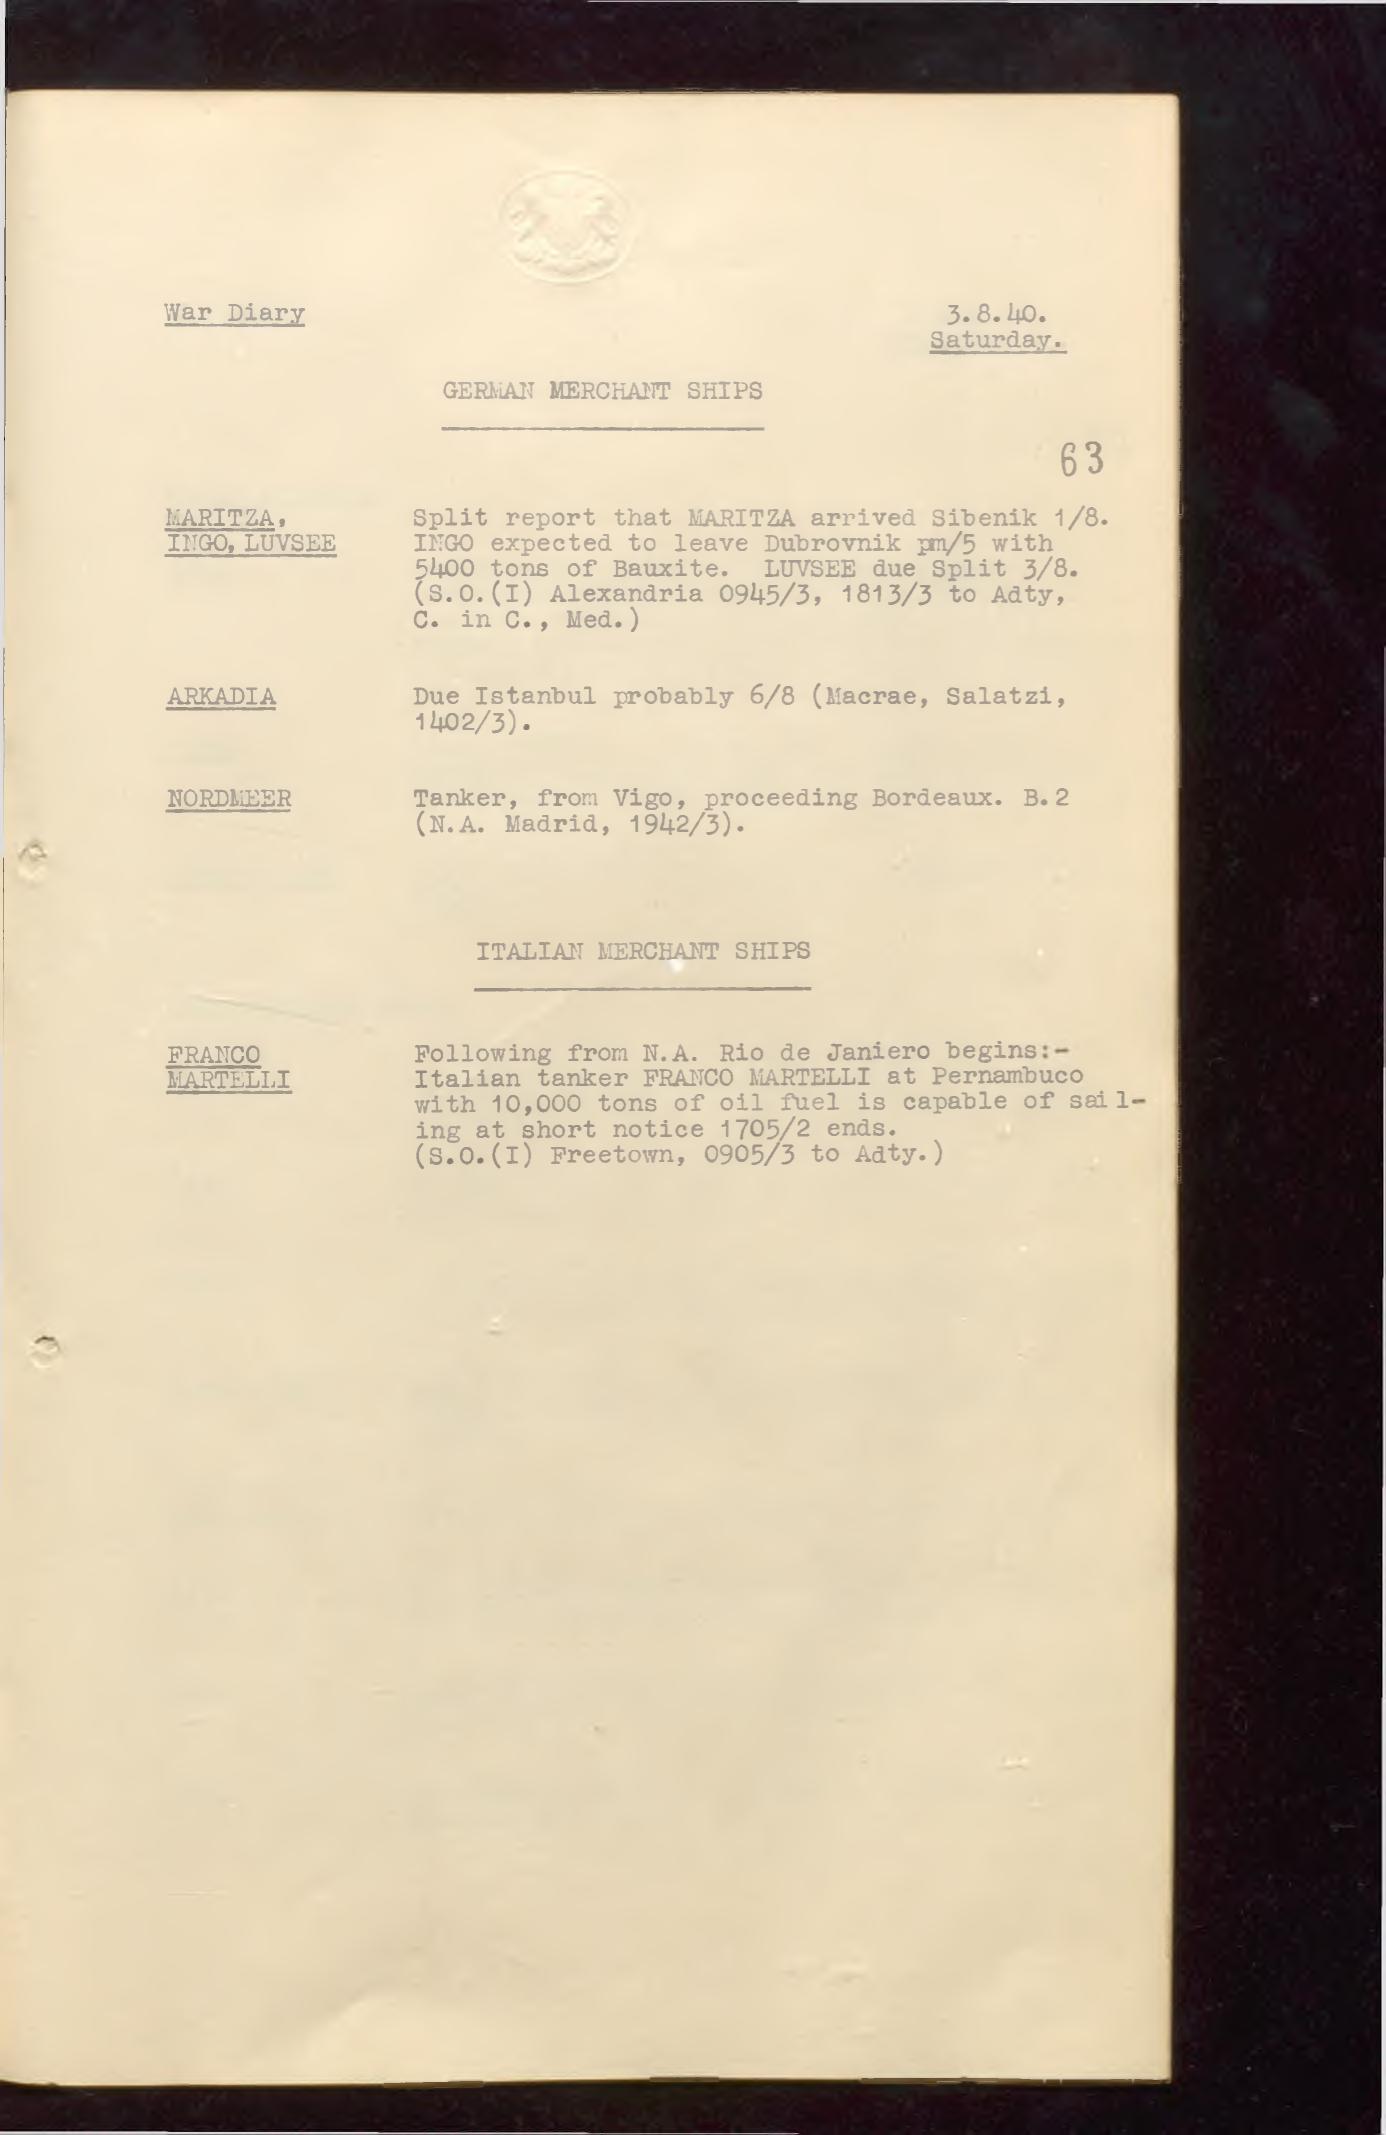 War Diary
3.8.40.
Saturday.
GERMAN MERCHANT SHIPS
63
MARITZA,
INGO, LUVSEE
Split report that MARITZA arrived Sibenik 1/8.
INGO expected to leave Dubrovnik pm/5 with
5400 tons of Bauxite. LUVSEE due Split 3/8.
(S.O.(I) Alexandria 0945/3, 1813/3 to Adty,
C. in C., Med.)
ARKADIA
Due Istanbul probably 6/8 (Macrae, Salatzi,
1402/3).
NORDMEER
Tanker, from Vigo, proceeding Bordeaux. B.2
(N.A. Madrid, 1942/3).
ITALIAN MERCHANT SHIPS
FRANCO
MARTELLI
Following from N.A. Rio de Janiero begins:-
Italian tanker FRANCO MARTELLI at Pernambuco
with 10,000 tons of oil fuel is capable of sail-
ing at short notice 1705/2 ends.
(S.O.(I) Freetown, 0905/3 to Adty.)